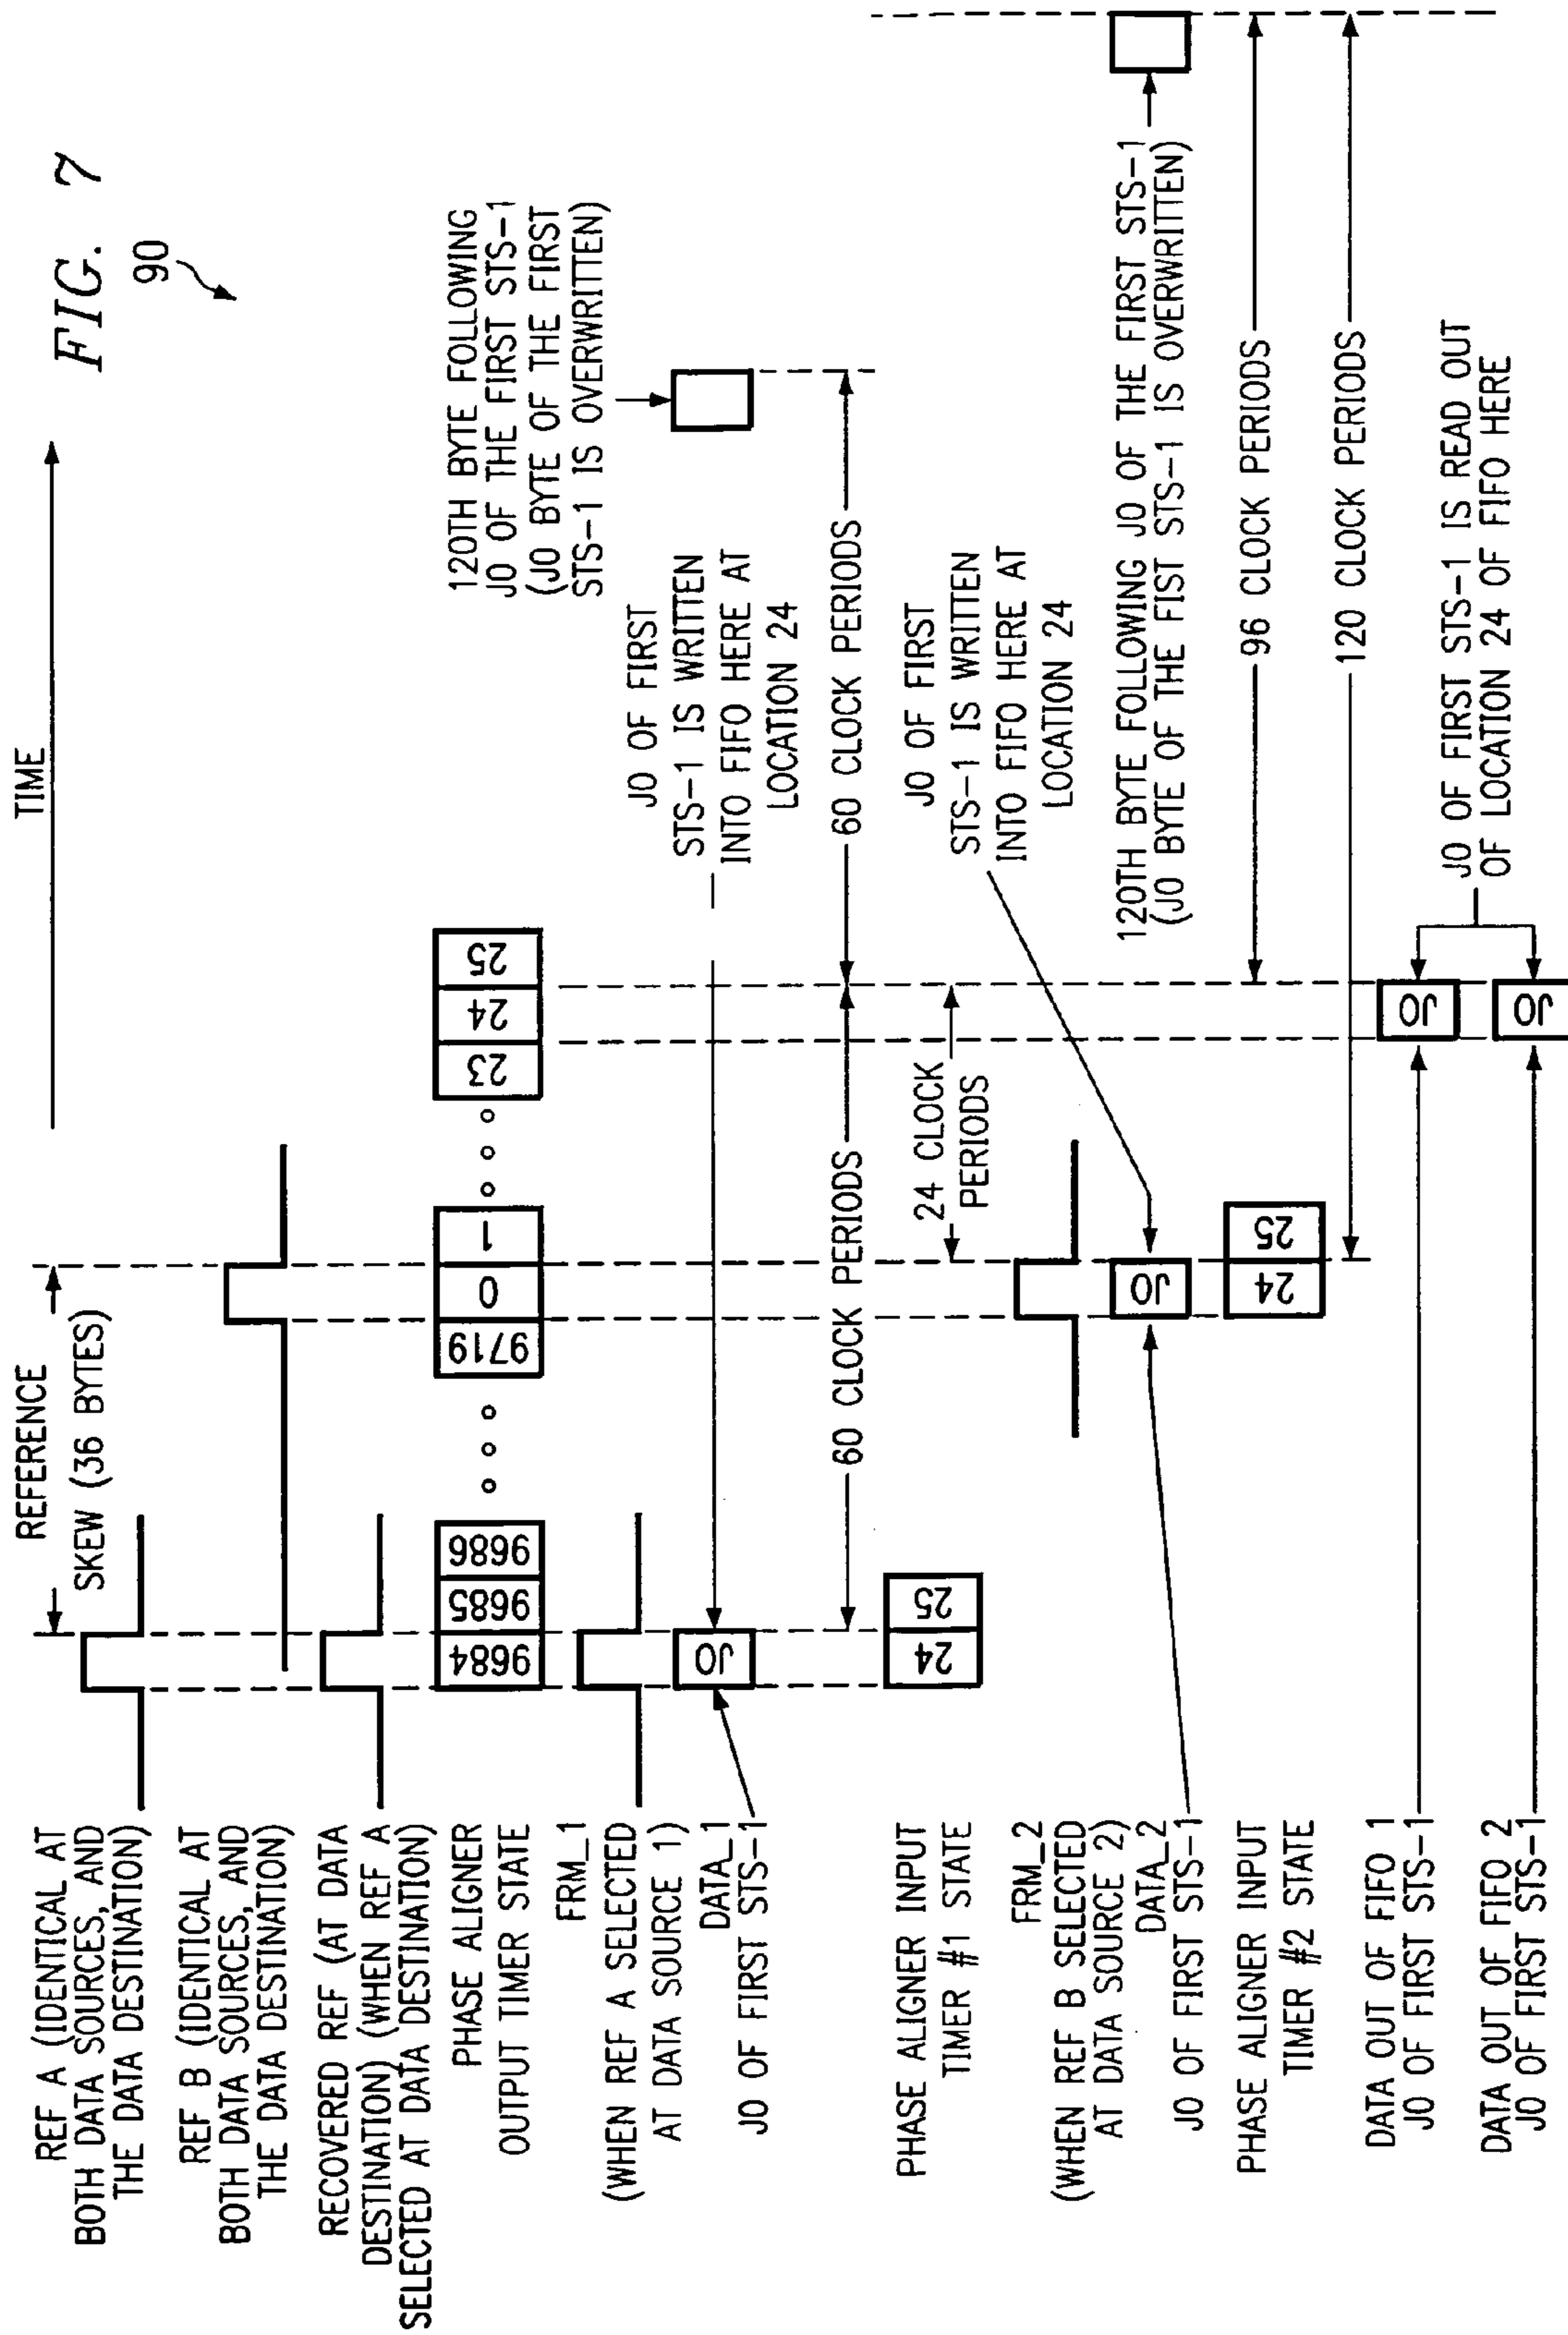 FIG. 7
90
TIME
REFERENCE
SKEW (36 BYTES)
REF A (IDENTICAL AT
BOTH DATA SOURCES, AND
THE DATA DESTINATION)
REF B (IDENTICAL AT
BOTH DATA SOURCES, AND
THE DATA DESTINATION)
RECOVERED REF (AT DATA
DESTINATION) (WHEN REF A
SELECTED AT DATA DESTINATION)
PHASE ALIGNER
OUTPUT TIMER STATE
9684
9685
9686
9719
0
1
23
24
25
FRM_1
(WHEN REF A SELECTED
AT DATA SOURCE 1)
DATA_1
J0 OF FIRST STS-1
J0
J0 OF FIRST
STS-1 IS WRITTEN
INTO FIFO HERE AT
LOCATION 24
120TH BYTE FOLLOWING
J0 OF THE FIRST STS-1
(J0 BYTE OF THE FIRST
STS-1 IS OVERWRITTEN)
60 CLOCK PERIODS
60 CLOCK PERIODS
PHASE ALIGNER INPUT
TIMER #1 STATE
24
25
24 CLOCK
PERIODS
FRM_2
(WHEN REF B SELECTED
AT DATA SOURCE 2)
DATA_2
J0 OF FIRST STS-1
J0
J0 OF FIRST
STS-1 IS WRITTEN
INTO FIFO HERE AT
LOCATION 24
120TH BYTE FOLLOWING J0 OF THE FIRST STS-1
(J0 BYTE OF THE FIST STS-1 IS OVERWRITTEN)
PHASE ALIGNER INPUT
TIMER #2 STATE
24
25
96 CLOCK PERIODS
120 CLOCK PERIODS
DATA OUT OF FIFO 1
J0 OF FIRST STS-1
J0
DATA OUT OF FIFO 2
J0 OF FIRST STS-1
J0
J0 OF FIRST STS-1 IS READ OUT
OF LOCATION 24 OF FIFO HERE